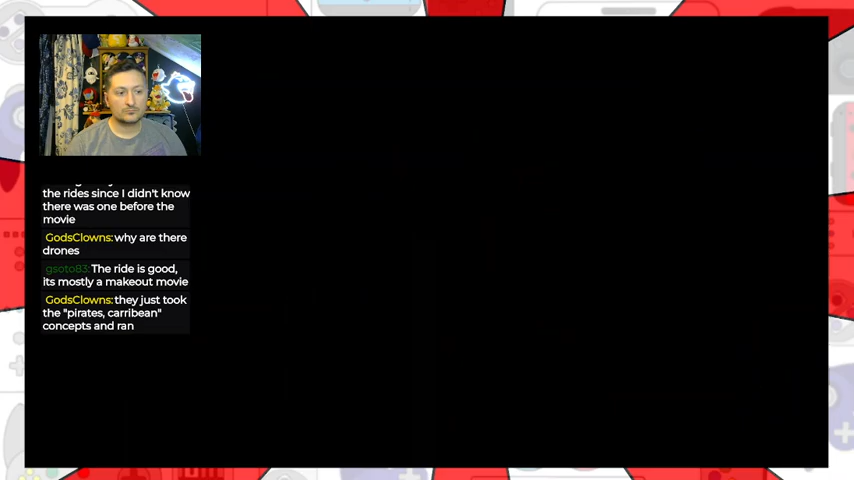 the rides since I didn't know
there was one before the
movie
GodsClowns: why are there
drones
gsoto83: The ride is good,
its mostly a makeout movie
GodsClowns: they just took
the "pirates, carribean"
concepts and ran